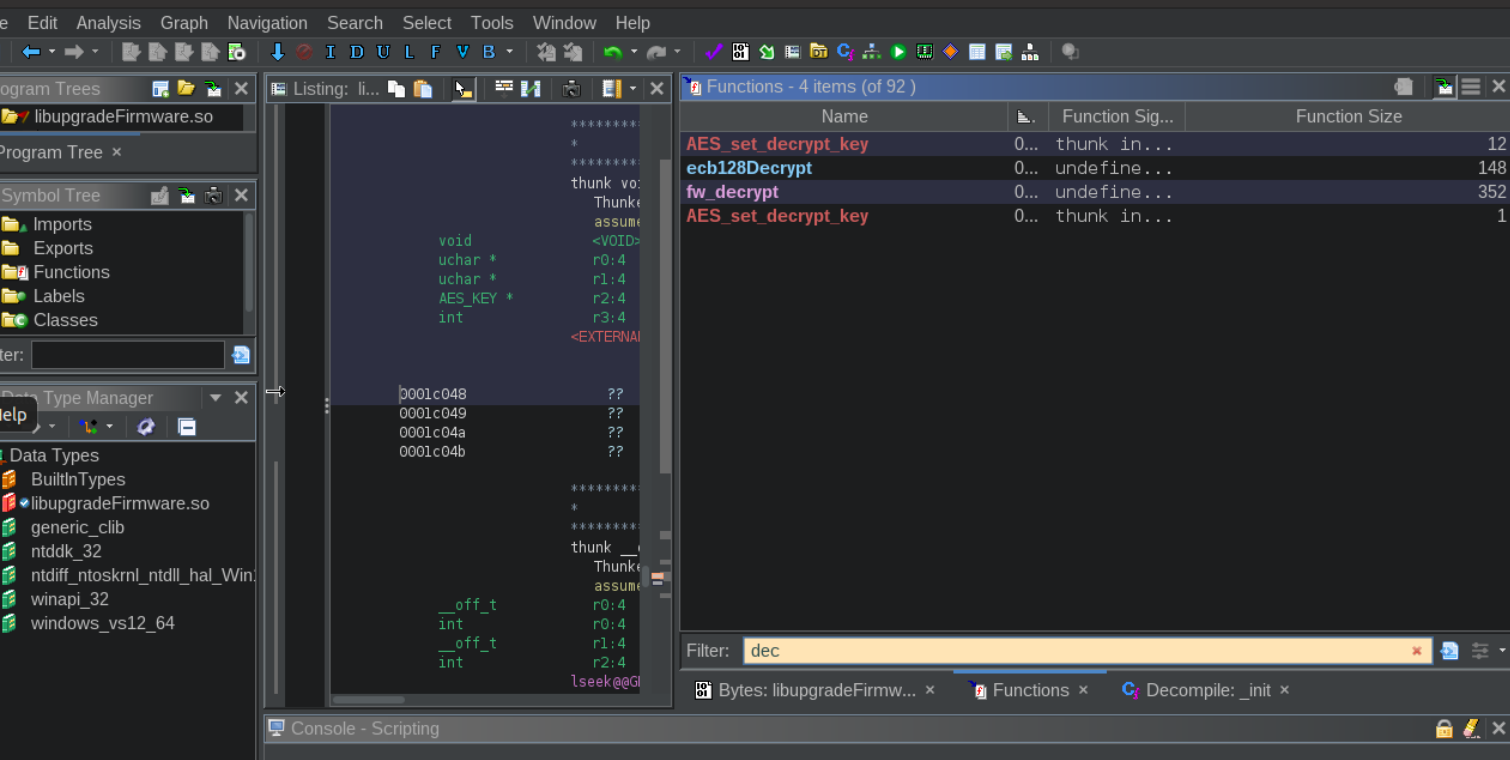 e Edit Analysis Graph Navigation Search Select Tools Window Help
I D U L F V B
ogram Trees
libupgradeFirmware.so
Program Tree ×
Symbol Tree
Imports
Exports
Functions
Labels
Classes
ter:
Data Type Manager
Help
Data Types
BuiltInTypes
libupgradeFirmware.so
generic_clib
ntddk_32
ntdiff_ntoskrnl_ntdll_hal_Win
winapi_32
windows_vs12_64
Listing: li...
********
*
********
thunk voi
Thunke
assume
void <VOID>
uchar * r0:4
uchar * r1:4
AES_KEY * r2:4
int r3:4
<EXTERNAL
0001c048 ??
0001c049 ??
0001c04a ??
0001c04b ??
********
*
********
thunk __o
Thunke
assume
__off_t r0:4
int r0:4
__off_t r1:4
int r2:4
lseek@@GL
Functions - 4 items (of 92 )
Name Function Sig... Function Size
AES_set_decrypt_key 0... thunk in... 12
ecb128Decrypt 0... undefine... 148
fw_decrypt 0... undefine... 352
AES_set_decrypt_key 0... thunk in... 1
Filter: dec
Bytes: libupgradeFirmw... × Functions × Decompile: _init ×
Console - Scripting